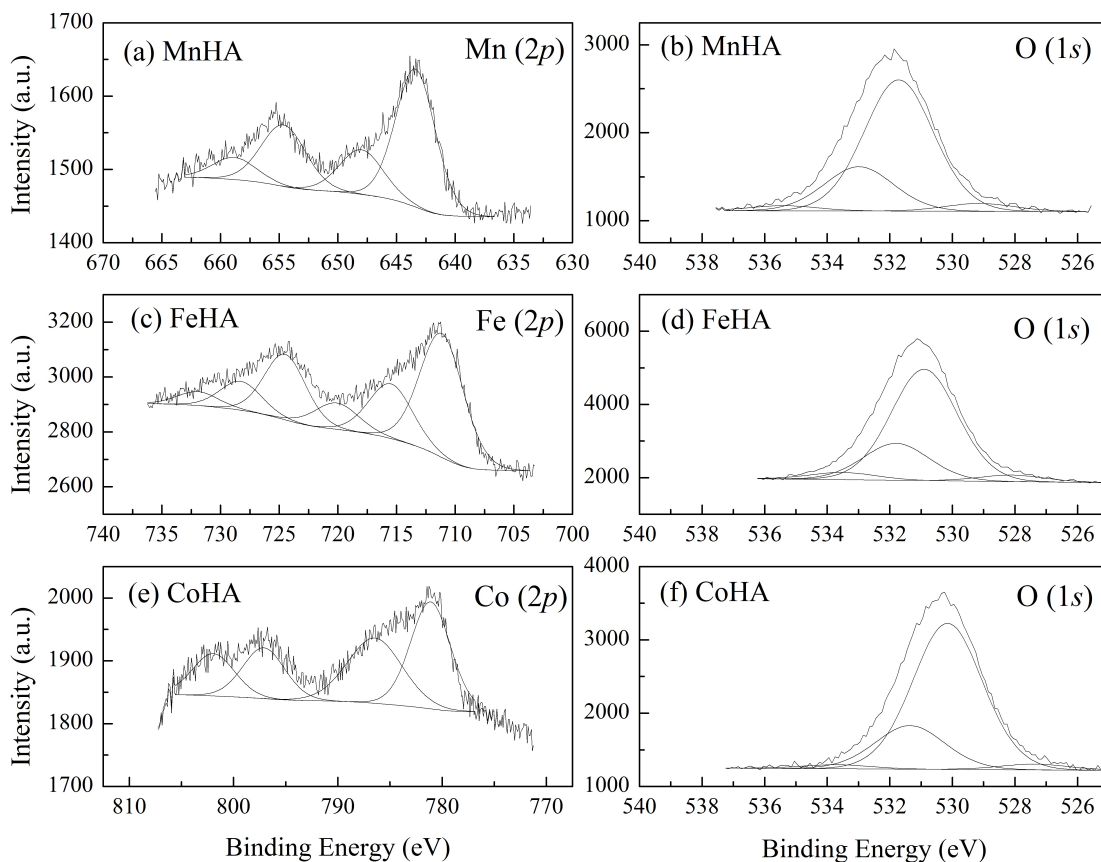 1700
1600
1500
1400
Intensity (a.u.)
(a) MnHA
Mn (2p)
670 665 660 655 650 645 640 635 630
3000
2000
1000
(b) MnHA
O (1s)
540 538 536 534 532 530 528 526
3200
3000
2800
2600
Intensity (a.u.)
(c) FeHA
Fe (2p)
740 735 730 725 720 715 710 705 700
6000
4000
2000
(d) FeHA
O (1s)
540 538 536 534 532 530 528 526
2000
1900
1800
1700
Intensity (a.u.)
(e) CoHA
Co (2p)
810 800 790 780 770
Binding Energy (eV)
4000
3000
2000
1000
(f) CoHA
O (1s)
540 538 536 534 532 530 528 526
Binding Energy (eV)